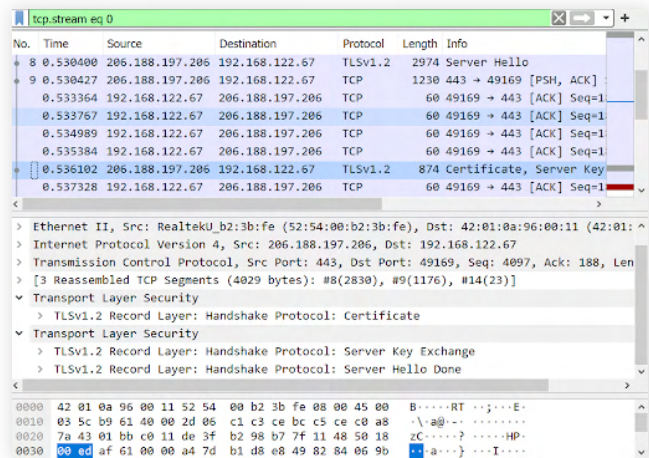 tcp.stream eq 0
No. Time Source Destination Protocol Length Info
8 0.530400 206.188.197.206 192.168.122.67 TLSv1.2 2974 Server Hello
9 0.530427 206.188.197.206 192.168.122.67 TCP 1230 443 → 49169 [PSH, ACK]
0.533364 192.168.122.67 206.188.197.206 TCP 60 49169 → 443 [ACK] Seq=1
0.533767 192.168.122.67 206.188.197.206 TCP 60 49169 → 443 [ACK] Seq=1
0.534989 192.168.122.67 206.188.197.206 TCP 60 49169 → 443 [ACK] Seq=1
0.535384 192.168.122.67 206.188.197.206 TCP 60 49169 → 443 [ACK] Seq=1
0.536102 206.188.197.206 192.168.122.67 TLSv1.2 874 Certificate, Server Key
0.537328 192.168.122.67 206.188.197.206 TCP 60 49169 → 443 [ACK] Seq=1
Ethernet II, Src: RealtekU_b2:3b:fe (52:54:00:b2:3b:fe), Dst: 42:01:0a:96:00:11 (42:01:
Internet Protocol Version 4, Src: 206.188.197.206, Dst: 192.168.122.67
Transmission Control Protocol, Src Port: 443, Dst Port: 49169, Seq: 4097, Ack: 188, Len
[3 Reassembled TCP Segments (4029 bytes): #8(2830), #9(1176), #14(23)]
Transport Layer Security
TLSv1.2 Record Layer: Handshake Protocol: Certificate
Transport Layer Security
TLSv1.2 Record Layer: Handshake Protocol: Server Key Exchange
TLSv1.2 Record Layer: Handshake Protocol: Server Hello Done
0000 42 01 0a 96 00 11 52 54 00 b2 3b fe 08 00 45 00 B·····RT ··;···E·
0010 03 5c b9 61 40 00 2d 06 c1 c3 ce bc c5 ce c0 a8 ·\·a@·-· ········
0020 7a 43 01 bb c0 11 de 3f b2 98 b7 7f 11 48 50 18 zC·····? ·····HP·
0030 00 ed af 61 00 00 a4 7d b1 d8 e8 49 82 84 06 9b ···a···} ···I····